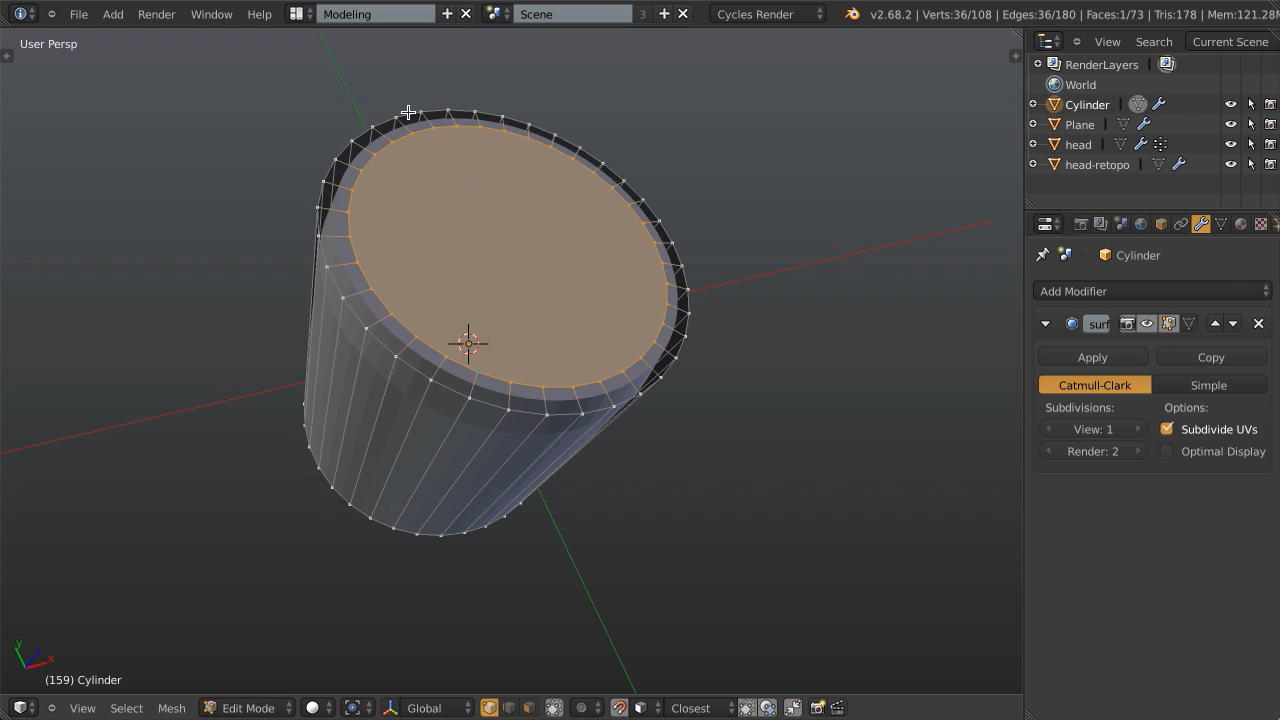 File Add Render Window Help Modeling Scene 3 Cycles Render v2.68.2 | Verts:36/108 | Edges:36/180 | Faces:1/73 | Tris:178 | Mem:121.28M
User Persp
View Search Current Scene
RenderLayers |
World
Cylinder |
Plane |
head |
head-retopo |
Cylinder
Add Modifier
surf
Apply Copy
Catmull-Clark Simple
Subdivisions: Options:
View: 1 Subdivide UVs
Render: 2 Optimal Display
y
z
x
(159) Cylinder
View Select Mesh Edit Mode Global Closest